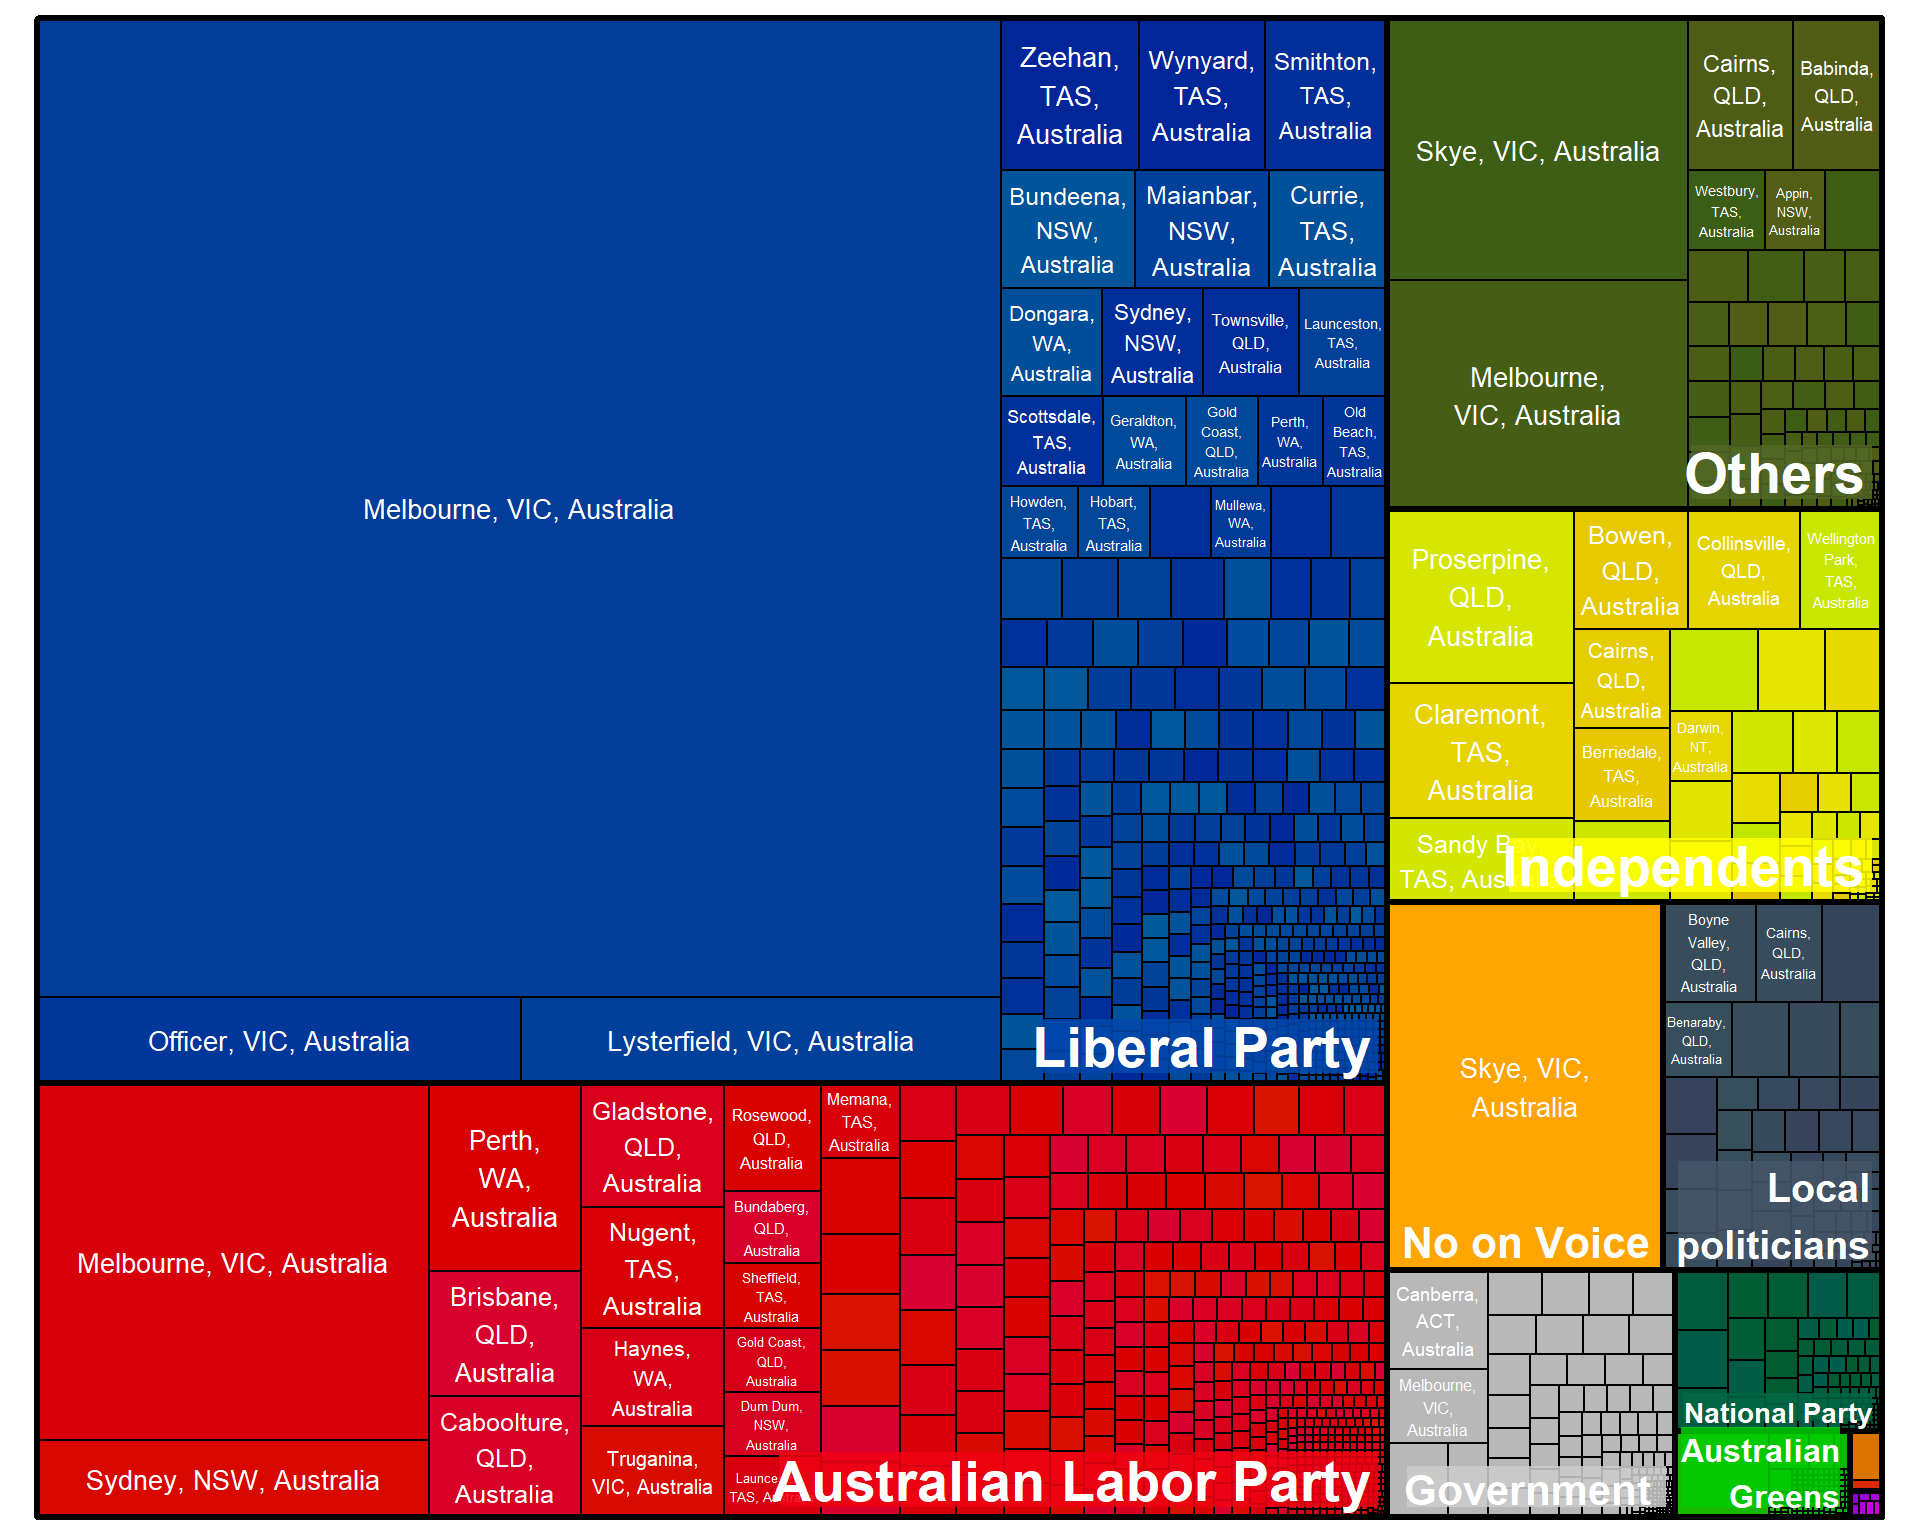 Melbourne, VIC, Australia
Officer, VIC, Australia
Lysterfield, VIC, Australia
Zeehan,
TAS,
Australia
Wynyard,
TAS,
Australia
Smithton,
TAS,
Australia
Bundeena,
NSW,
Australia
Maianbar,
NSW,
Australia
Currie,
TAS,
Australia
Dongara,
WA,
Australia
Sydney,
NSW,
Australia
Townsville,
QLD,
Australia
Launceston,
TAS,
Australia
Scottsdale,
TAS,
Australia
Geraldton,
WA,
Australia
Gold
Coast,
QLD,
Australia
Perth,
WA,
Australia
Old
Beach,
TAS,
Australia
Howden,
TAS,
Australia
Hobart,
TAS,
Australia
Mullewa,
WA,
Australia
Liberal Party
Melbourne, VIC, Australia
Sydney, NSW, Australia
Perth,
WA,
Australia
Brisbane,
QLD,
Australia
Caboolture,
QLD,
Australia
Gladstone,
QLD,
Australia
Nugent,
TAS,
Australia
Haynes,
WA,
Australia
Truganina,
VIC, Australia
Rosewood,
QLD,
Australia
Bundaberg,
QLD,
Australia
Sheffield,
TAS,
Australia
Gold Coast,
QLD,
Australia
Dum Dum,
NSW,
Australia
TAS,
Memana,
TAS,
Australia
Australian Labor Party
Skye, VIC, Australia
Melbourne,
VIC, Australia
Cairns,
QLD,
Australia
Babinda,
QLD,
Australia
Westbury,
TAS,
Australia
Appin,
NSW,
Australia
Others
Proserpine,
QLD,
Australia
Claremont,
TAS,
Australia
Sandy Bay,
TAS,
Bowen,
QLD,
Australia
Collinsville,
QLD,
Australia
Wellington
Park,
TAS,
Australia
Cairns,
QLD,
Australia
Berriedale,
TAS,
Australia
Darwin,
NT,
Australia
Independents
Skye, VIC,
Australia
No on Voice
Boyne
Valley,
QLD,
Australia
Cairns,
QLD,
Australia
Benaraby,
QLD,
Australia
Local
politicians
Canberra,
ACT,
Australia
Melbourne,
VIC,
Australia
Government
National Party
Australian
Greens